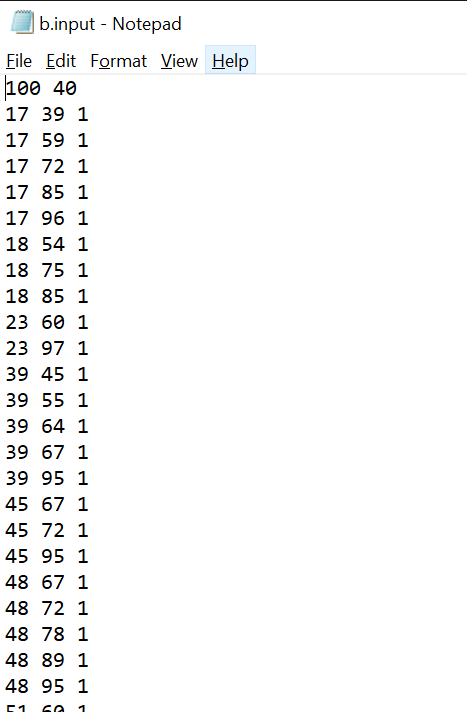 b.input - Notepad
File Edit Format View Help
100 40
17 39 1
17 59 1
17 72 1
17 85 1
17 96 1
18 54 1
18 75 1
18 85 1
23 60 1
23 97 1
39 45 1
39 55 1
39 64 1
39 67 1
39 95 1
45 67 1
45 72 1
45 95 1
48 67 1
48 72 1
48 78 1
48 89 1
48 95 1
51 60 1